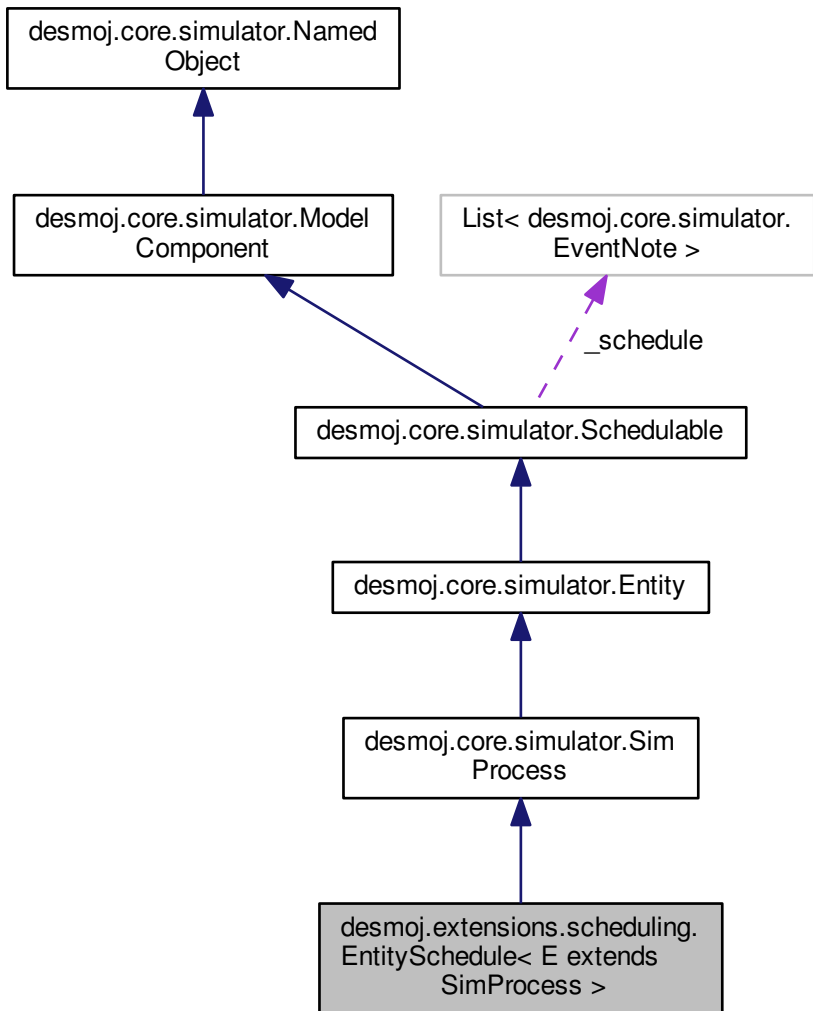 desmoj.core.simulator.Named
Object
desmoj.core.simulator.Model
Component
List< desmoj.core.simulator.
EventNote >
_schedule
desmoj.core.simulator.Schedulable
desmoj.core.simulator.Entity
desmoj.core.simulator.Sim
Process
desmoj.extensions.scheduling.
EntitySchedule< E extends
SimProcess >